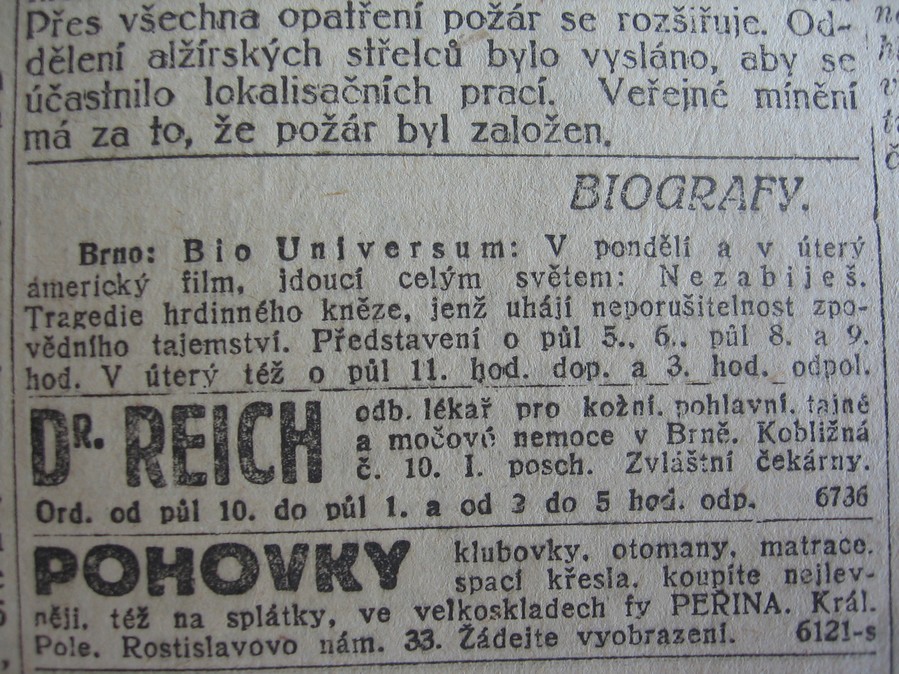 Přes všechna opatření požár se rozšiřuje. Od-
dělení alžírských střelců bylo vysláno, aby se
účastnilo lokalisačních prací. Veřejné mínění
má za to, že požár byl založen.
BIOGRAFY.
Brno: Bio Universum: V pondělí a v úterý
americký film, jdoucí celým světem: Nezabiješ.
Tragedie hrdinného kněze, jenž uhájí neporušitelnost zpo-
vědního tajemství. Představení o půl 5., 6., půl 8. a 9.
hod. V úterý též o půl 11. hod. dop. a 3. hod. odpol.
DR. REICH odb. lékař pro kožní, pohlavní, tajné
a močové nemoce v Brně, Kobližná
č. 10. I. posch. Zvláštní čekárny.
Ord. od půl 10. do půl 1. a od 3 do 5 hod. odp. 6736
POHOVKY klubovky, otomany, matrace,
spací křesla, koupíte nejlev-
něji, též na splátky, ve velkoskladech fy PEŘINA, Král.
Pole, Rostislavovo nám. 33. Žádejte vyobrazení. 6121-s